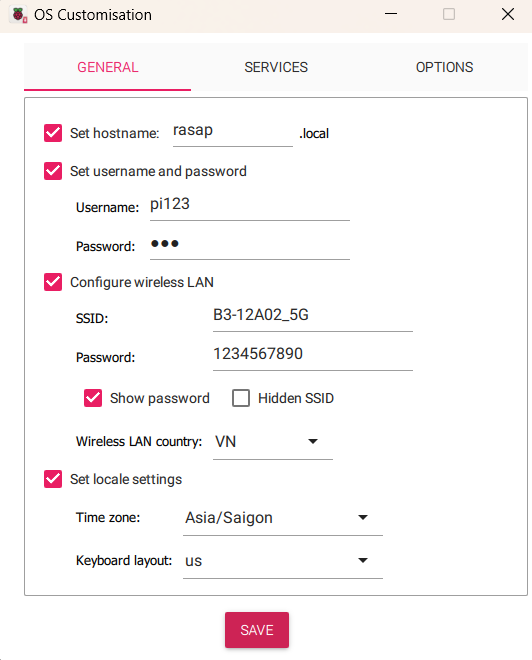 OS Customisation
GENERAL SERVICES OPTIONS
Set hostname: rasap .local
Set username and password
Username: pi123
Password: ●●●
Configure wireless LAN
SSID: B3-12A02_5G
Password: 1234567890
Show password Hidden SSID
Wireless LAN country: VN
Set locale settings
Time zone: Asia/Saigon
Keyboard layout: us
SAVE